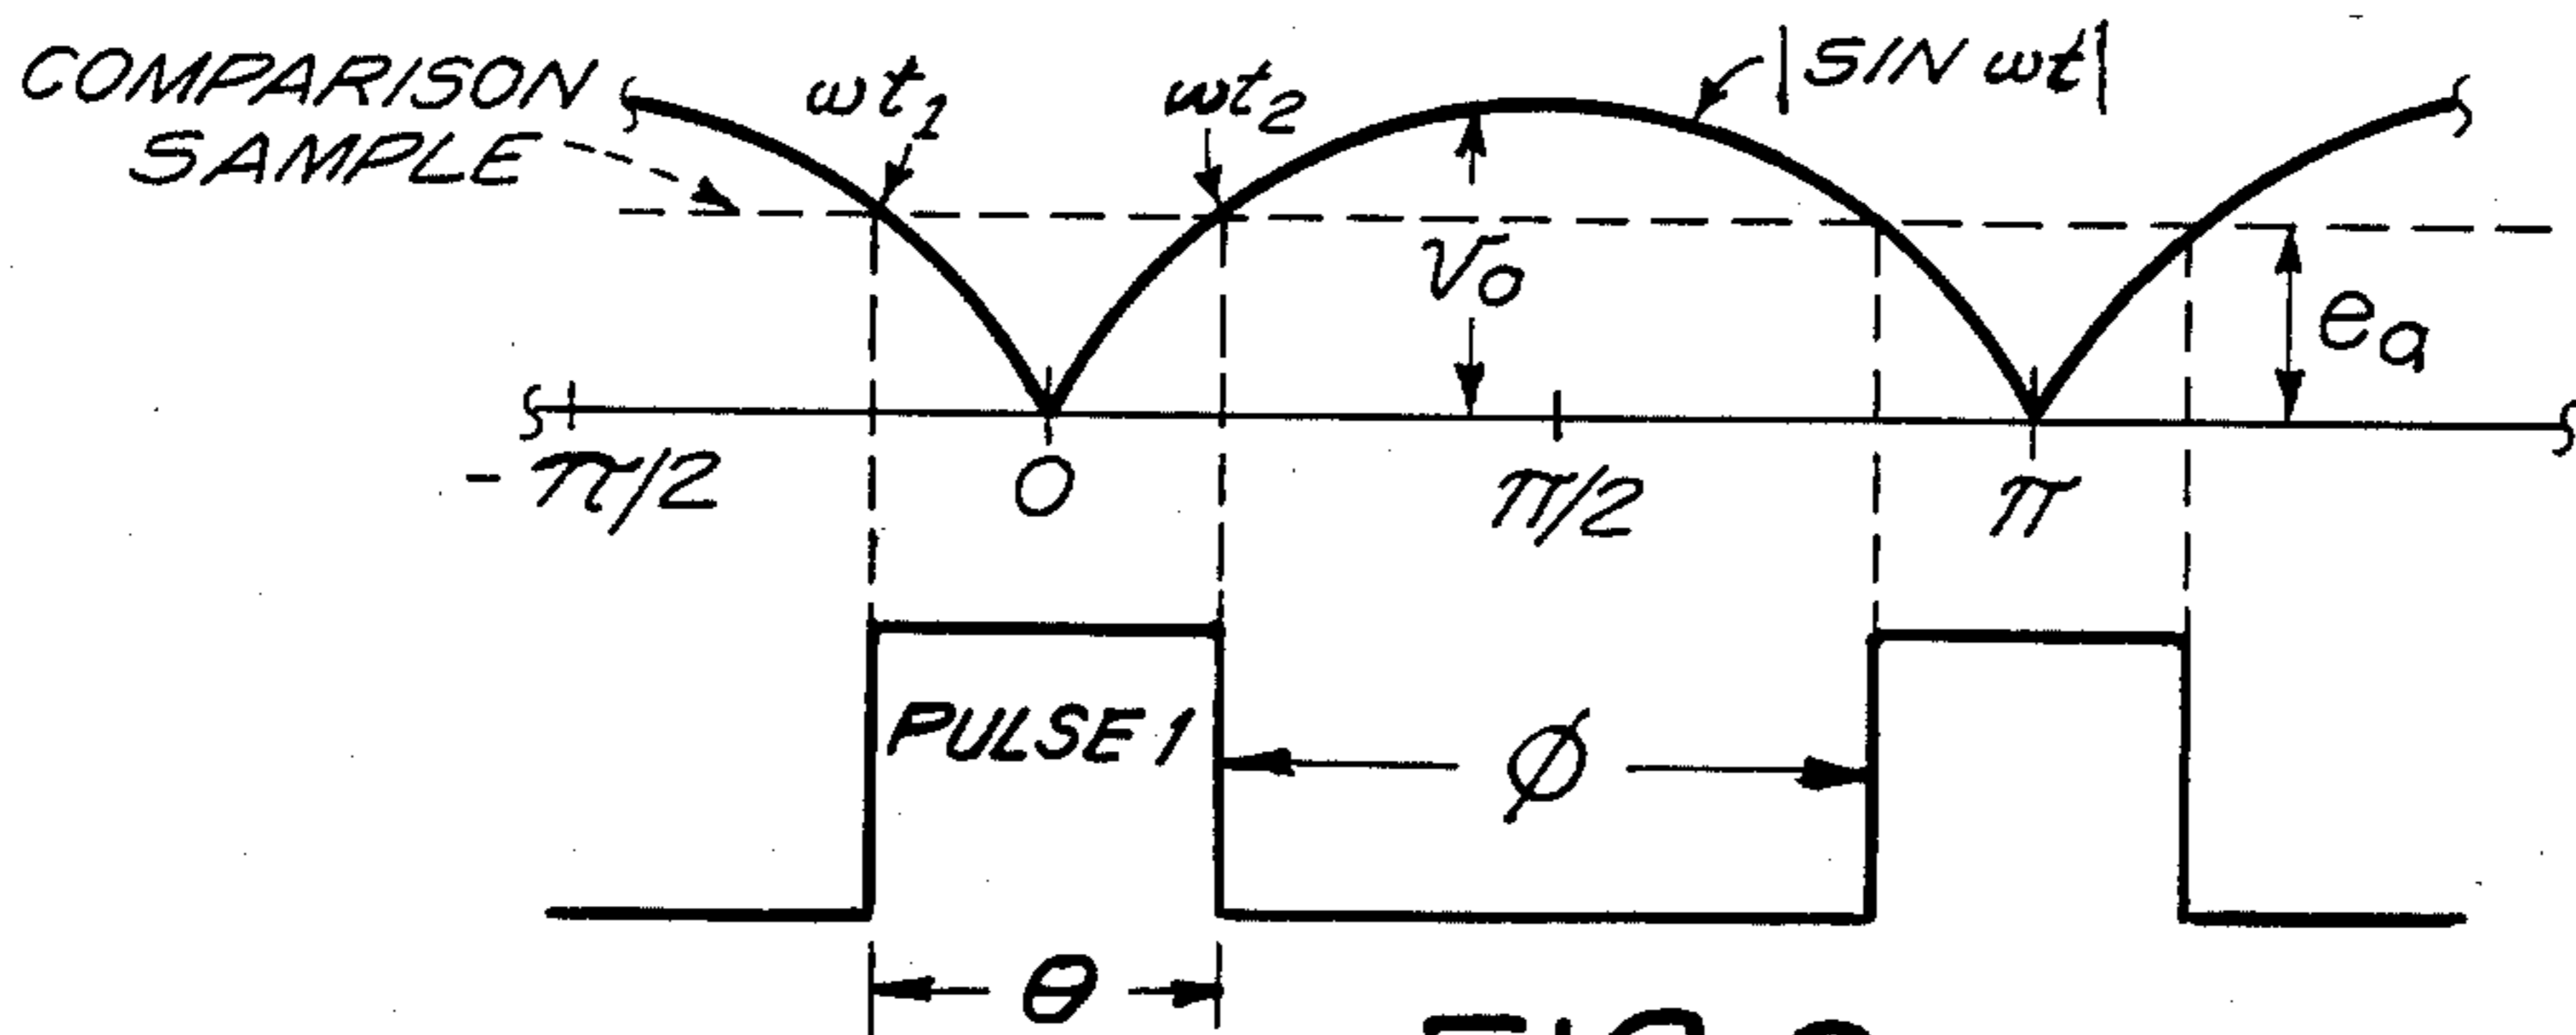 COMPARISON
SAMPLE
ωt₁
ωt₂
|SIN ωt|
V₀
eₐ
- π/2
0
π/2
π
PULSE 1
Ø
θ